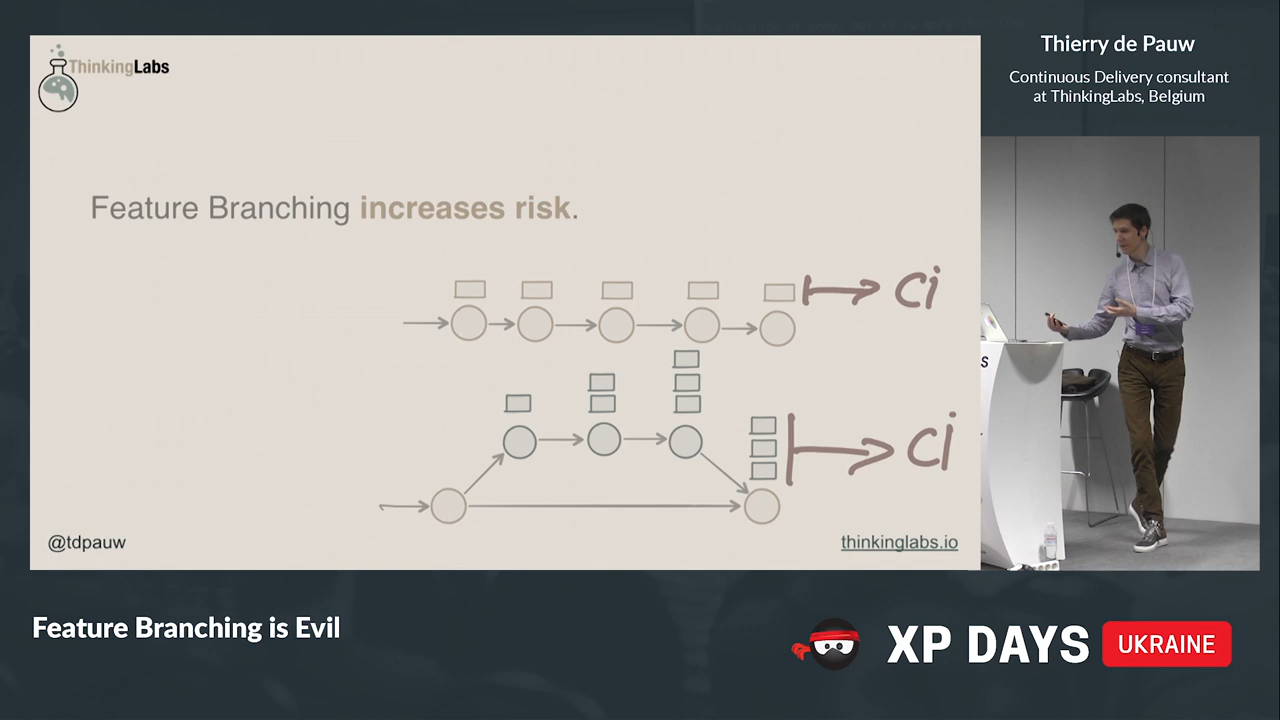 ThinkingLabs
Feature Branching increases risk.
Ci
Ci
@tdpauw
thinkinglabs.io
Thierry de Pauw
Continuous Delivery consultant
at ThinkingLabs, Belgium
S
Feature Branching is Evil
XP DAYS UKRAINE